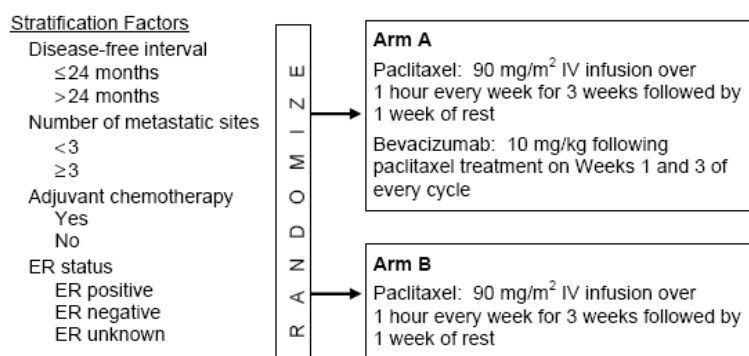 Stratification Factors
Disease-free interval
≤24 months
>24 months
Number of metastatic sites
<3
≥3
Adjuvant chemotherapy
Yes
No
ER status
ER positive
ER negative
ER unknown
RANDOMIZE
Arm A
Paclitaxel: 90 mg/m² IV infusion over
1 hour every week for 3 weeks followed by
1 week of rest
Bevacizumab: 10 mg/kg following
paclitaxel treatment on Weeks 1 and 3 of
every cycle
Arm B
Paclitaxel: 90 mg/m² IV infusion over
1 hour every week for 3 weeks followed by
1 week of rest